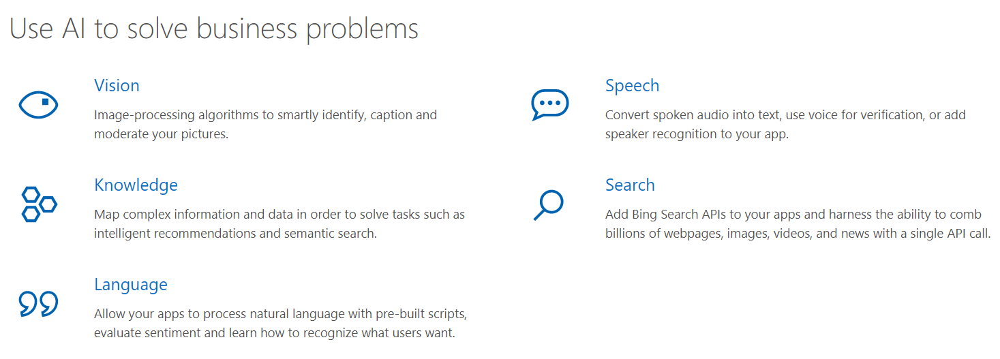 Use AI to solve business problems
Vision
Image-processing algorithms to smartly identify, caption and
moderate your pictures.
Speech
Convert spoken audio into text, use voice for verification, or add
speaker recognition to your app.
Knowledge
Map complex information and data in order to solve tasks such as
intelligent recommendations and semantic search.
Search
Add Bing Search APIs to your apps and harness the ability to comb
billions of webpages, images, videos, and news with a single API call.
Language
Allow your apps to process natural language with pre-built scripts,
evaluate sentiment and learn how to recognize what users want.